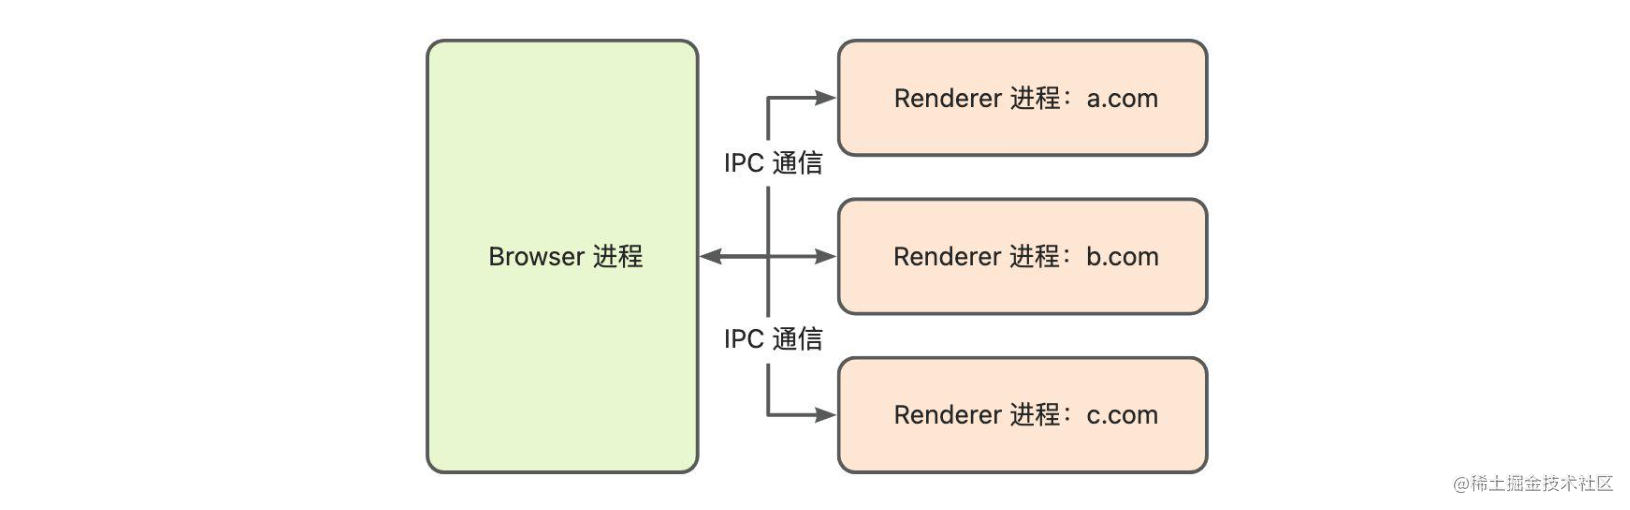 Browser 进程
IPC 通信
IPC 通信
Renderer 进程：a.com
Renderer 进程：b.com
Renderer 进程：c.com
@稀土掘金技术社区